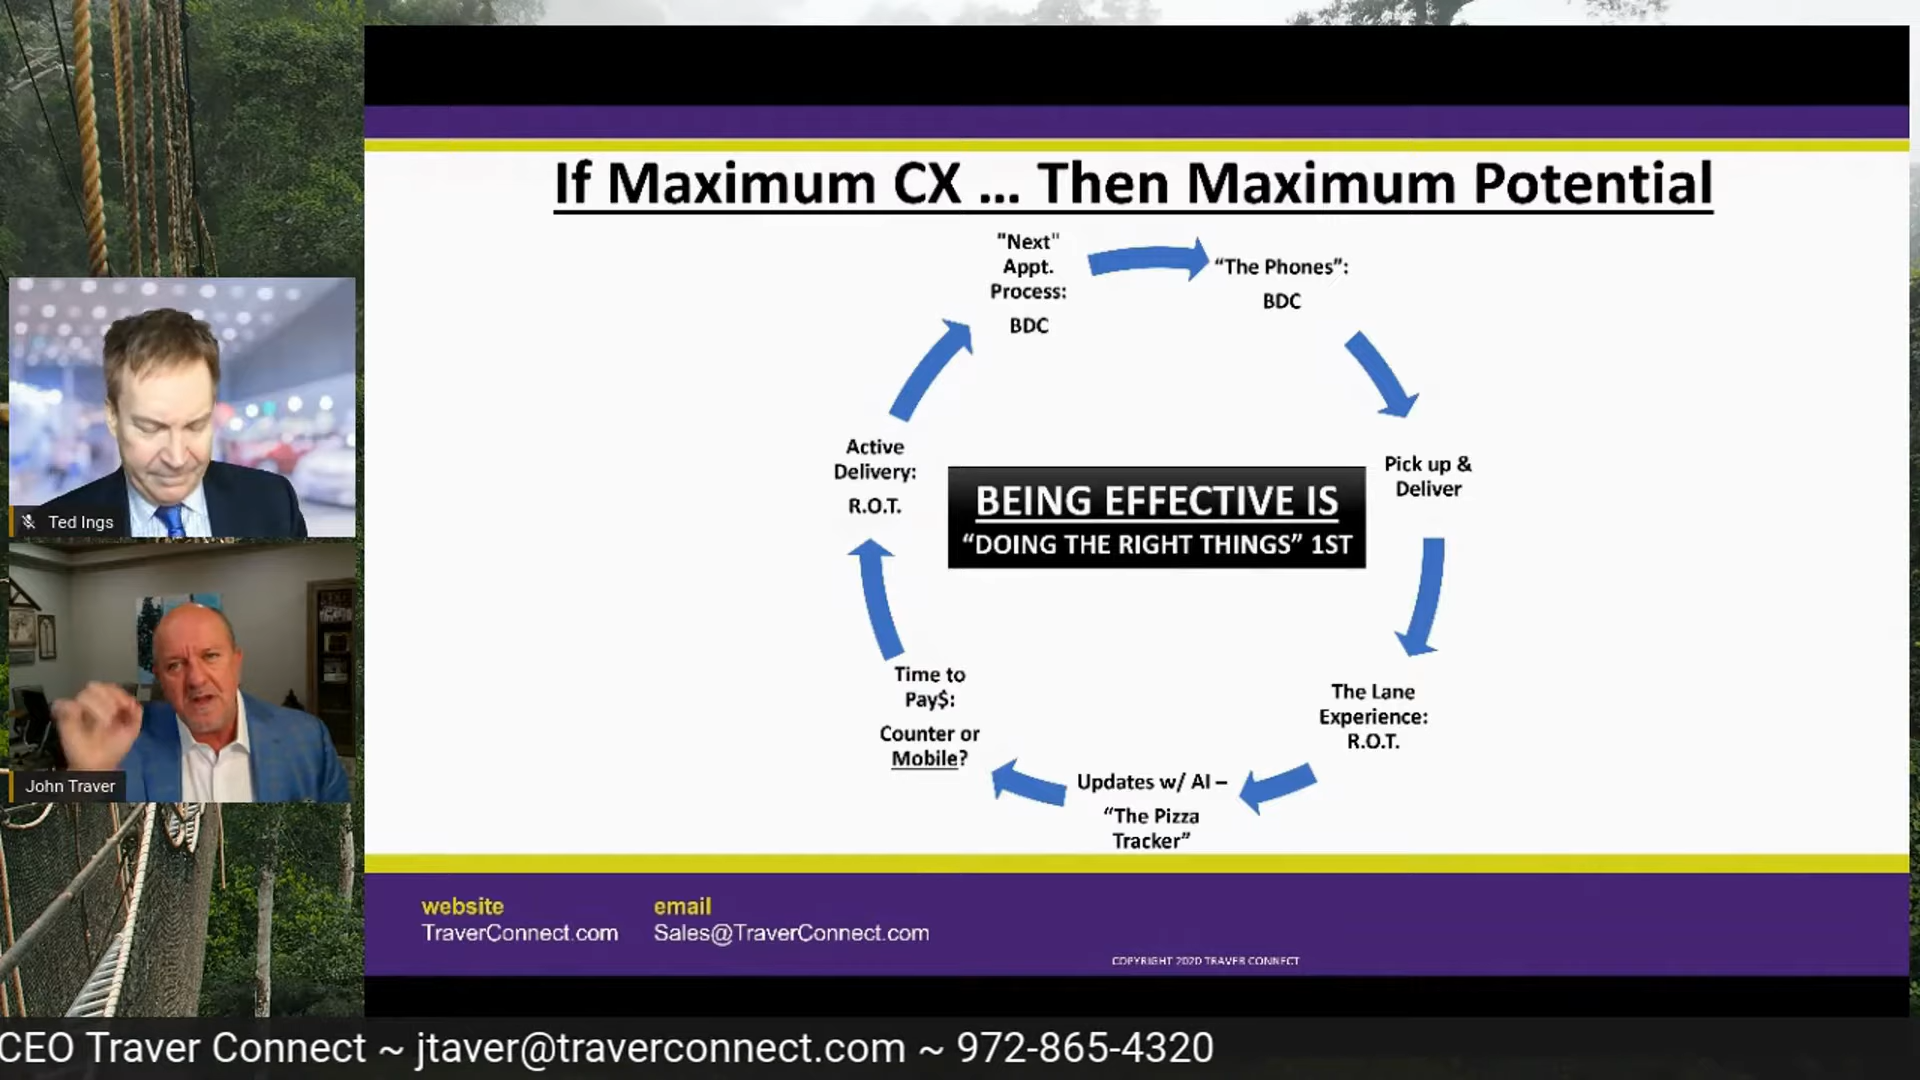 If Maximum CX ... Then Maximum Potential
"Next"
Appt.
Process:
BDC
“The Phones”:
BDC
Pick up &
Deliver
The Lane
Experience:
R.O.T.
Updates w/ AI –
“The Pizza
Tracker”
Time to
Pay$:
Counter or
Mobile?
Active
Delivery:
R.O.T.
BEING EFFECTIVE IS
“DOING THE RIGHT THINGS” 1ST
Ted Ings
John Traver
website
TraverConnect.com
email
Sales@TraverConnect.com
COPYRIGHT 2020 TRAVER CONNECT
CEO Traver Connect ~ jtaver@traverconnect.com ~ 972-865-4320